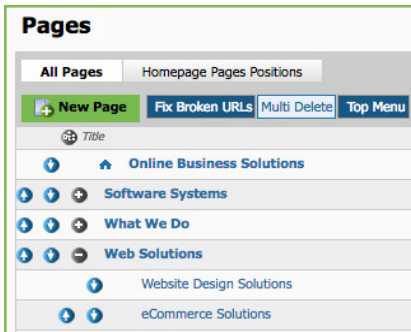 Pages
All Pages Homepage Pages Positions
New Page Fix Broken URLs Multi Delete Top Menu
Title
Online Business Solutions
Software Systems
What We Do
Web Solutions
Website Design Solutions
eCommerce Solutions